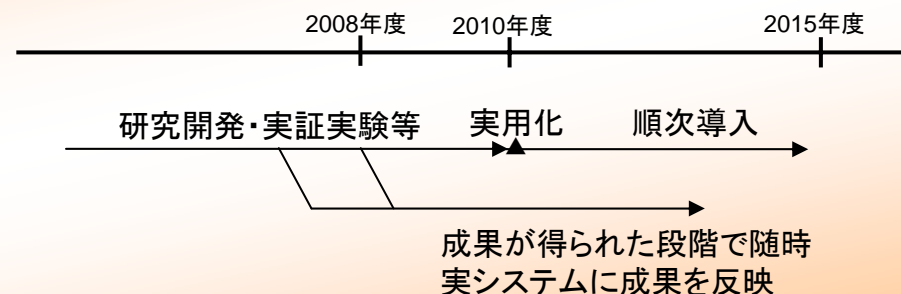 2008年度 2010年度 2015年度
研究開発・実証実験等 実用化 順次導入
成果が得られた段階で随時
実システムに成果を反映